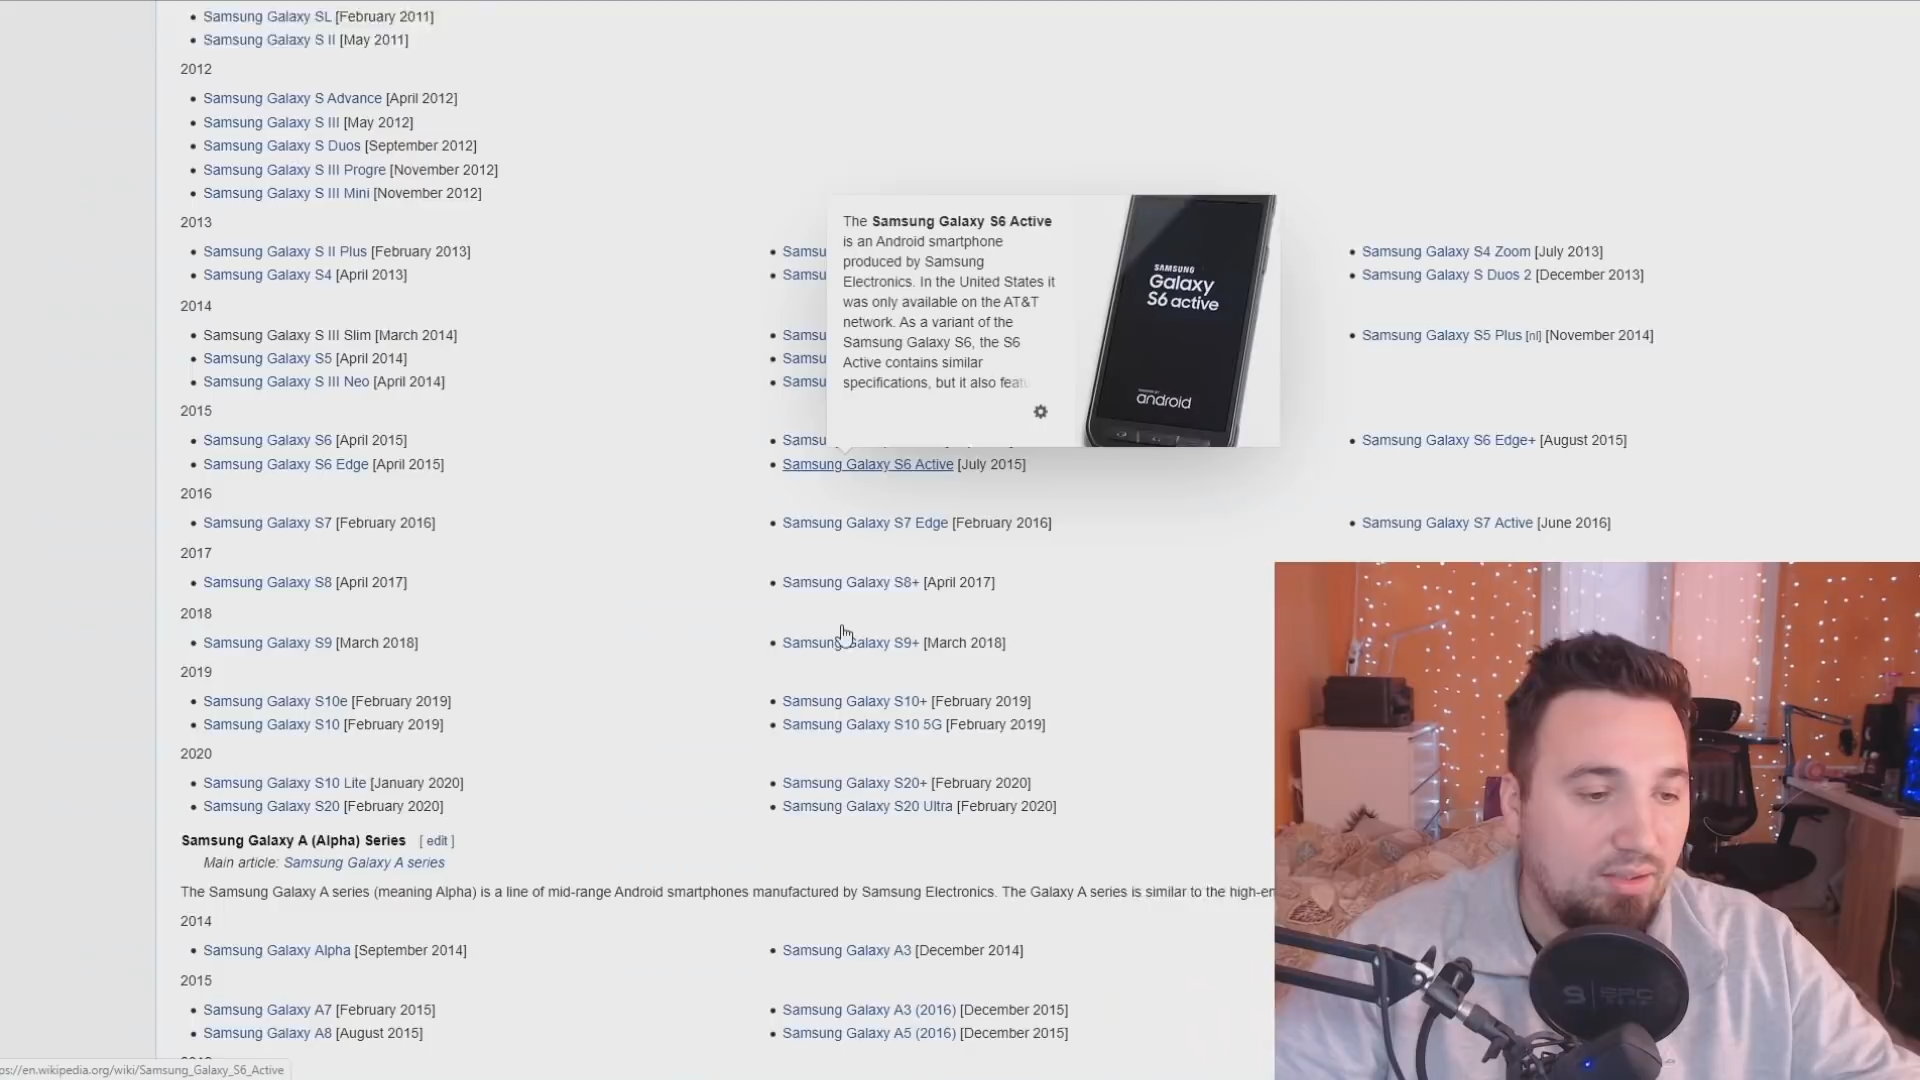 Samsung Galaxy SL [February 2011]
Samsung Galaxy S II [May 2011]
2012
Samsung Galaxy S Advance [April 2012]
Samsung Galaxy S III [May 2012]
Samsung Galaxy S Duos [September 2012]
Samsung Galaxy S III Progre [November 2012]
Samsung Galaxy S III Mini [November 2012]
2013
Samsung Galaxy S II Plus [February 2013]
Samsung Galaxy S4 [April 2013]
Samsu
Samsu
Samsung Galaxy S4 Zoom [July 2013]
Samsung Galaxy S Duos 2 [December 2013]
2014
Samsung Galaxy S III Slim [March 2014]
Samsung Galaxy S5 [April 2014]
Samsung Galaxy S III Neo [April 2014]
Samsu
Samsu
Samsu
Samsung Galaxy S5 Plus [nl] [November 2014]
The Samsung Galaxy S6 Active
is an Android smartphone
produced by Samsung
Electronics. In the United States it
was only available on the AT&T
network. As a variant of the
Samsung Galaxy S6, the S6
Active contains similar
specifications, but it also featu
SAMSUNG
Galaxy
S6 active
android
2015
Samsung Galaxy S6 [April 2015]
Samsung Galaxy S6 Edge [April 2015]
Samsu
Samsung Galaxy S6 Active [July 2015]
Samsung Galaxy S6 Edge+ [August 2015]
2016
Samsung Galaxy S7 [February 2016]
Samsung Galaxy S7 Edge [February 2016]
Samsung Galaxy S7 Active [June 2016]
2017
Samsung Galaxy S8 [April 2017]
Samsung Galaxy S8+ [April 2017]
2018
Samsung Galaxy S9 [March 2018]
Samsung Galaxy S9+ [March 2018]
2019
Samsung Galaxy S10e [February 2019]
Samsung Galaxy S10 [February 2019]
Samsung Galaxy S10+ [February 2019]
Samsung Galaxy S10 5G [February 2019]
2020
Samsung Galaxy S10 Lite [January 2020]
Samsung Galaxy S20 [February 2020]
Samsung Galaxy S20+ [February 2020]
Samsung Galaxy S20 Ultra [February 2020]
Samsung Galaxy A (Alpha) Series [ edit ]
Main article: Samsung Galaxy A series
The Samsung Galaxy A series (meaning Alpha) is a line of mid-range Android smartphones manufactured by Samsung Electronics. The Galaxy A series is similar to the high-en
2014
Samsung Galaxy Alpha [September 2014]
Samsung Galaxy A3 [December 2014]
2015
Samsung Galaxy A7 [February 2015]
Samsung Galaxy A8 [August 2015]
Samsung Galaxy A3 (2016) [December 2015]
Samsung Galaxy A5 (2016) [December 2015]
ps://en.wikipedia.org/wiki/Samsung_Galaxy_S6_Active